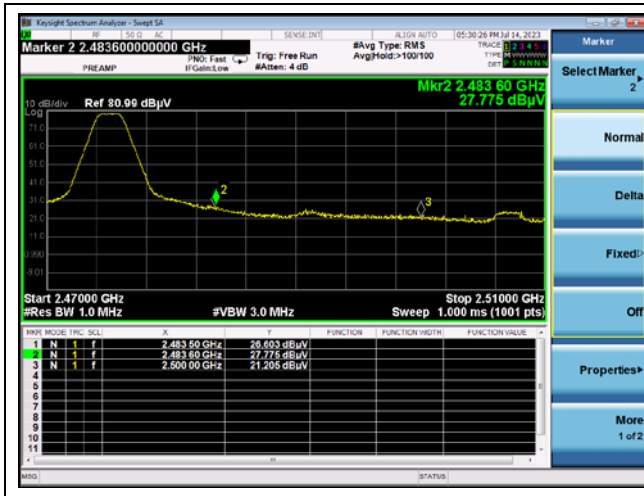 Keysight Spectrum Analyzer - Swept SA
RF 50 Ω AC SENSE:INT ALIGN AUTO 05:30:26 PM Jul 14, 2023
Marker 2 2.483600000000 GHz #Avg Type: RMS TRACE 1 2 3 4 5 6
PNO: Fast Trig: Free Run Avg|Hold:>100/100 TYPE M WWWWW
PREAMP IFGain:Low #Atten: 4 dB DET P S N N N N
Mkr2 2.483 60 GHz
27.775 dBµV
10 dB/div Ref 80.99 dBµV
Log
71.0
61.0
51.0
41.0
31.0
21.0
11.0
0.990
-9.01
2
3
Start 2.47000 GHz Stop 2.51000 GHz
#Res BW 1.0 MHz #VBW 3.0 MHz Sweep 1.000 ms (1001 pts)
MKR MODE TRC SCL X Y FUNCTION FUNCTION WIDTH FUNCTION VALUE
1 N 1 f 2.483 50 GHz 26.603 dBµV
2 N 1 f 2.483 60 GHz 27.775 dBµV
3 N 1 f 2.500 00 GHz 21.205 dBµV
4
5
6
7
8
9
10
11
MSG STATUS
Marker
Select Marker
2
Normal
Delta
Fixed
Off
Properties
More
1 of 2